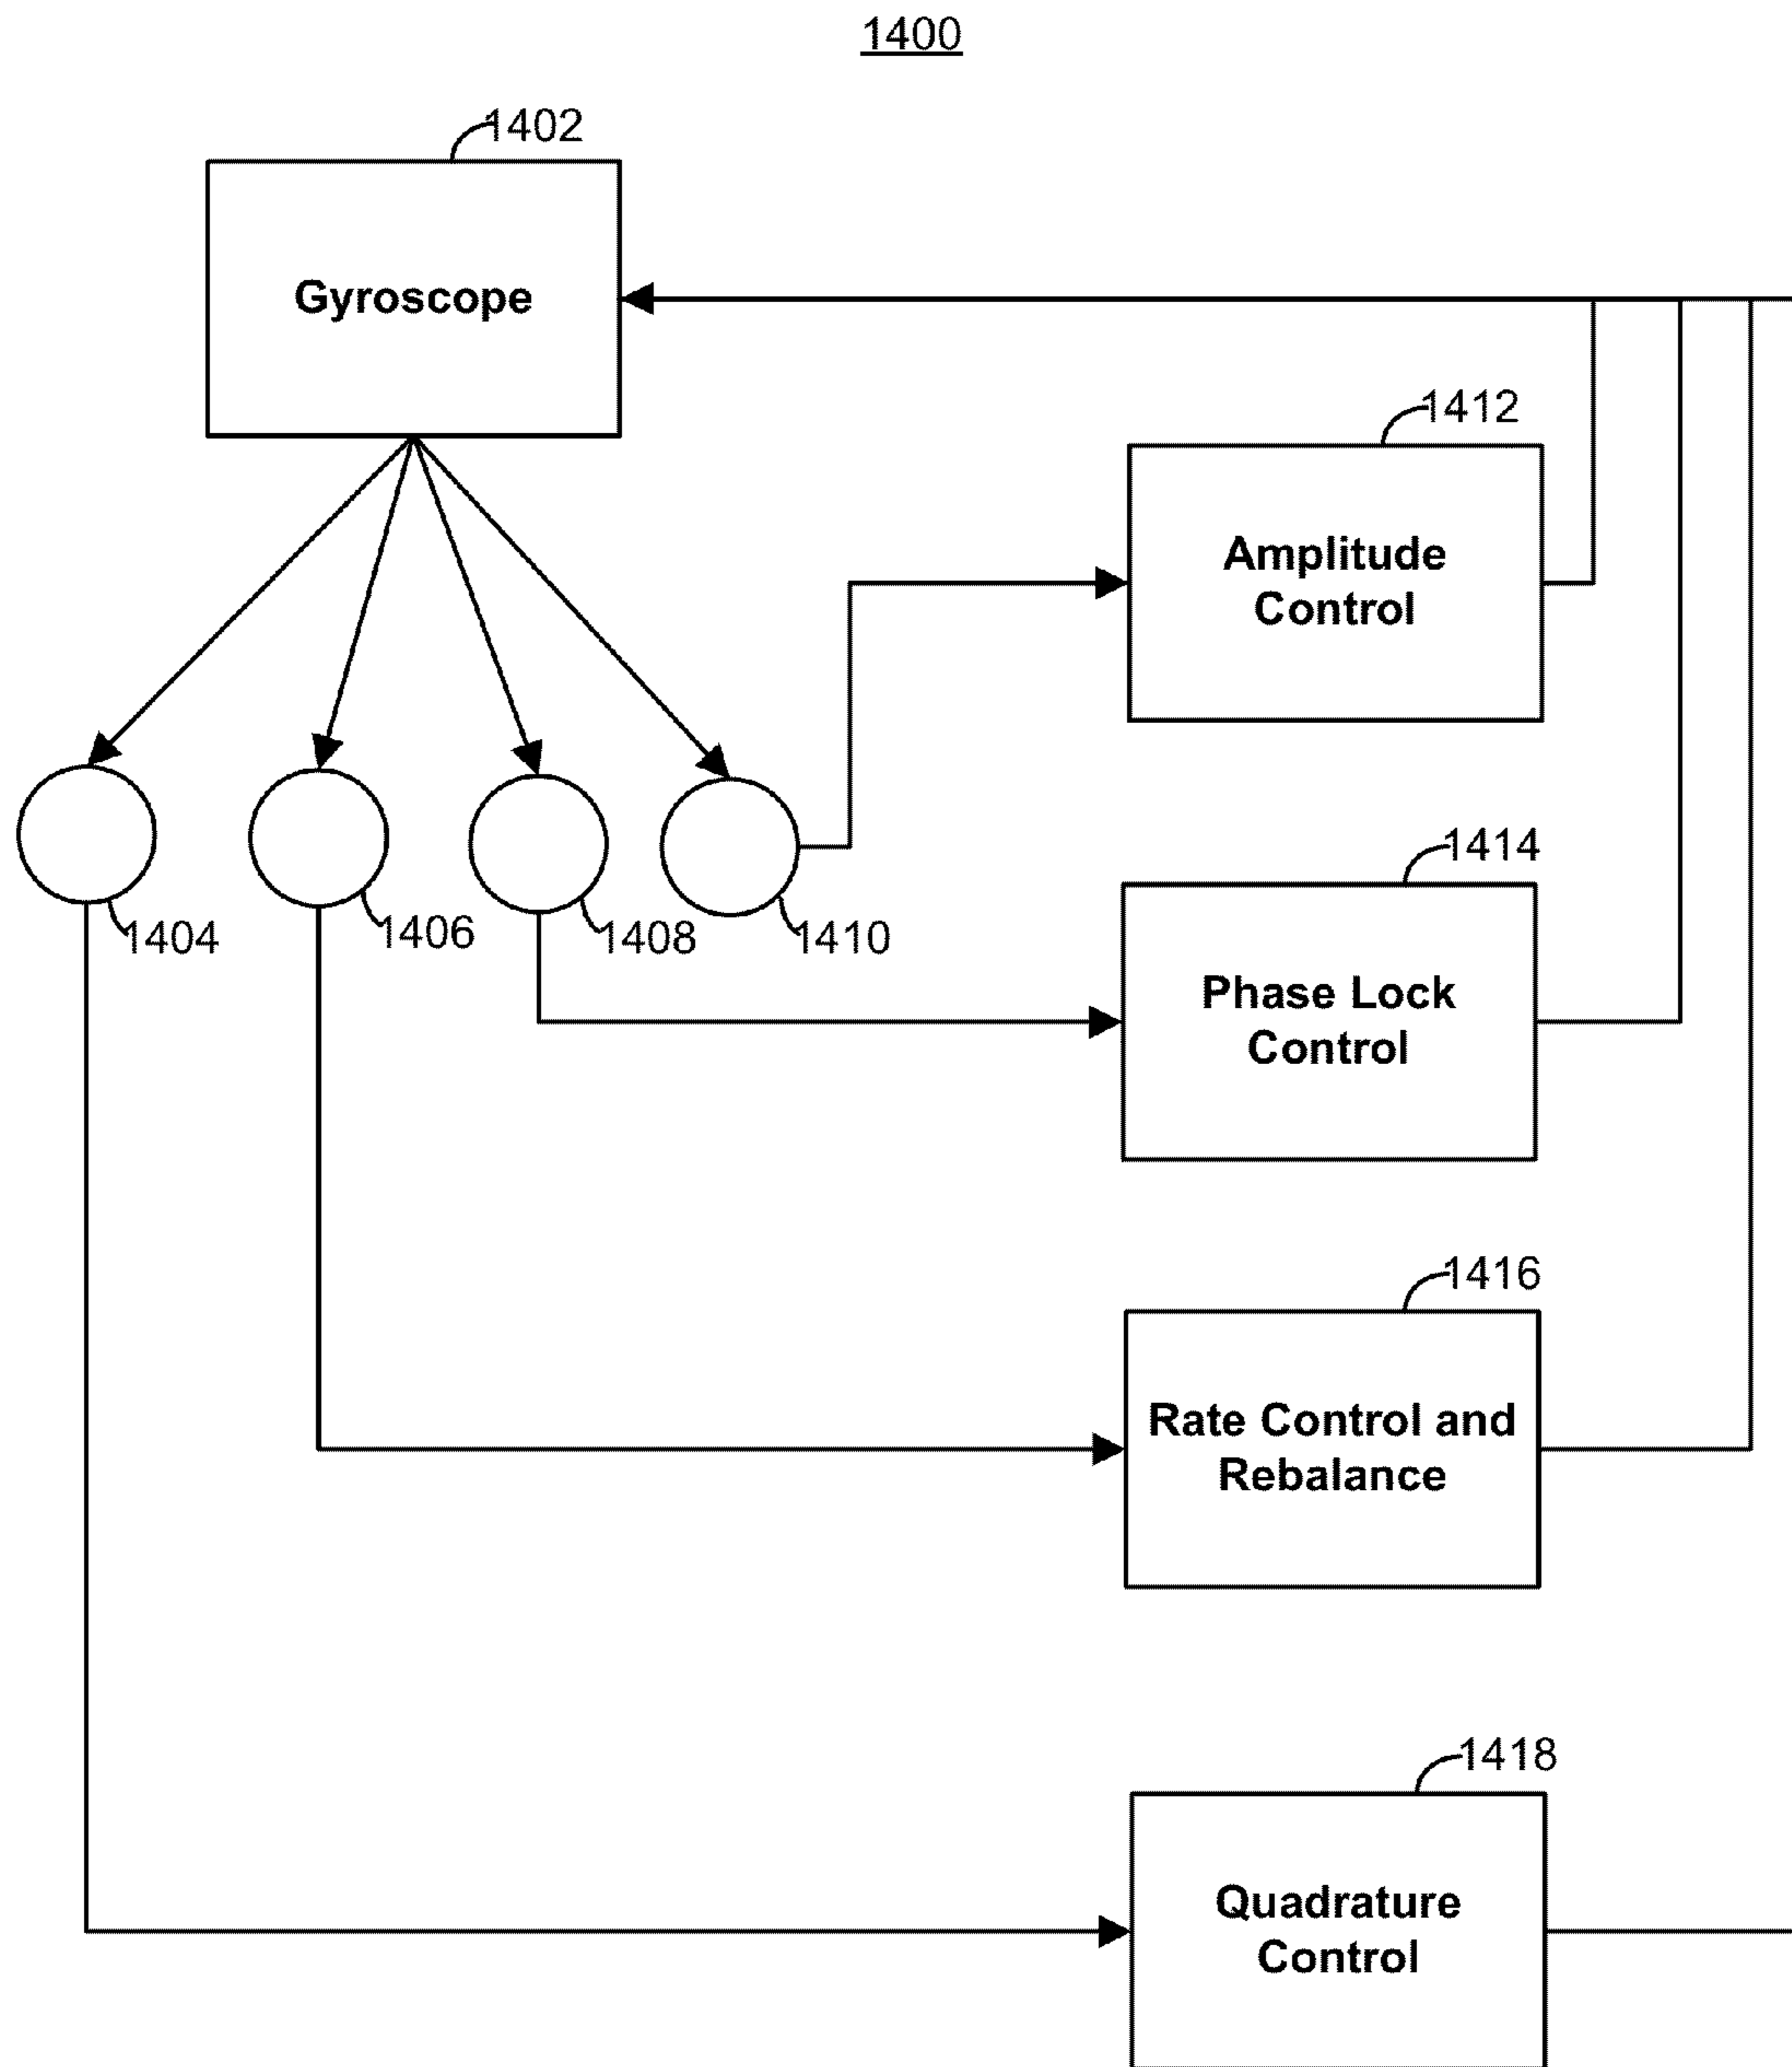 1400
1402
Gyroscope
1412
Amplitude
Control
1414
1404
1406
1408
1410
Phase Lock
Control
1416
Rate Control and
Rebalance
1418
Quadrature
Control